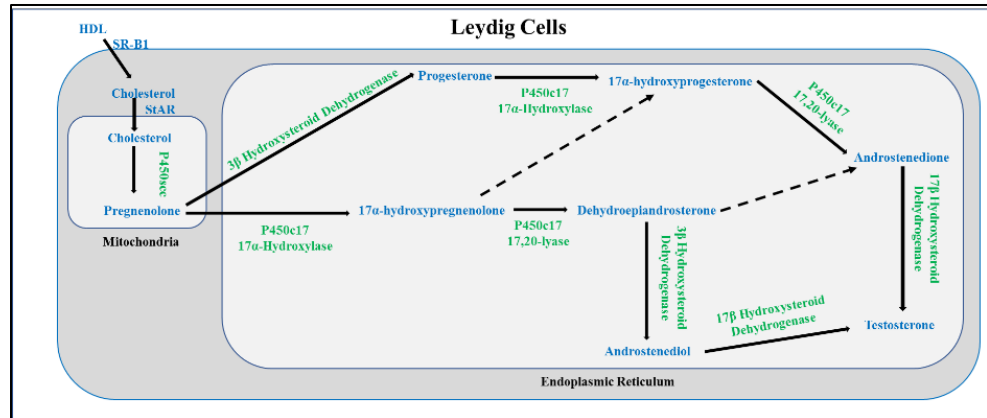 Leydig Cells
HDL
SR-B1
Cholesterol
StAR
Cholesterol
P450scc
Pregnenolone
Mitochondria
3β Hydroxysteroid Dehydrogenase
Progesterone
P450c17
17α-Hydroxylase
17α-hydroxyprogesterone
P450c17
17,20-lyase
Androstenedione
P450c17
17α-Hydroxylase
17α-hydroxypregnenolone
P450c17
17,20-lyase
Dehydroepiandrosterone
3β Hydroxysteroid
Dehydrogenase
17β Hydroxysteroid
Dehydrogenase
Androstenediol
17β Hydroxysteroid
Dehydrogenase
Testosterone
Endoplasmic Reticulum